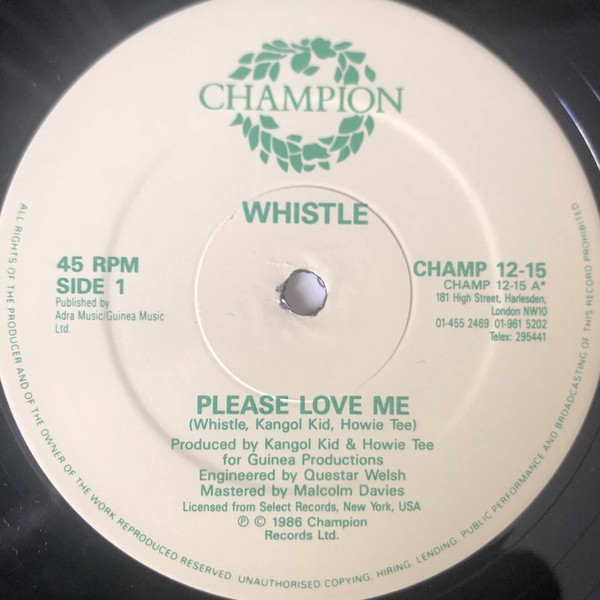 CHAMPION
WHISTLE
45 RPM
SIDE 1
Published by
Adra Music/Guinea Music
Ltd.
CHAMP 12-15
CHAMP 12-15 A*
181 High Street, Harlesden,
London NW10
01-455 2469 01-961 5202
Telex: 295441
PLEASE LOVE ME
(Whistle, Kangol Kid, Howie Tee)
Produced by Kangol Kid & Howie Tee
for Guinea Productions
Engineered by Questar Welsh
Mastered by Malcolm Davies
Licensed from Select Records, New York, USA
℗ © 1986 Champion
Records Ltd.
ALL RIGHTS OF THE PRODUCER AND OF THE OWNER OF THE WORK REPRODUCED RESERVED UNAUTHORISED COPYING, HIRING, LENDING, PUBLIC PERFORMANCE AND BROADCASTING OF THIS RECORD PROHIBITED